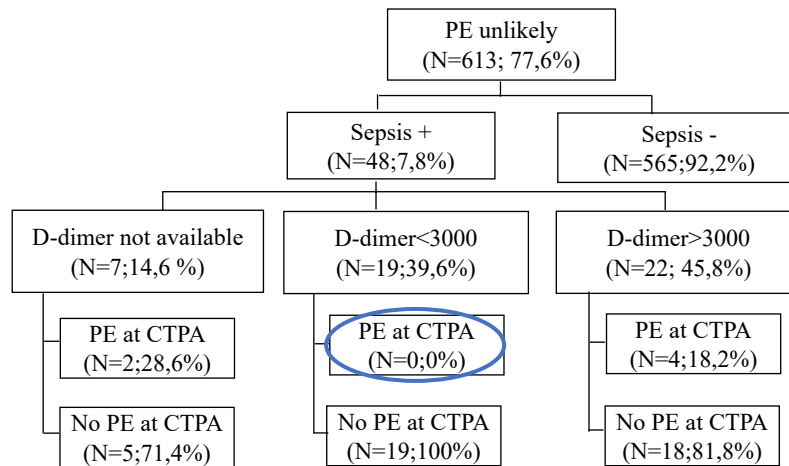 PE unlikely
(N=613; 77,6%)
Sepsis +
(N=48;7,8%)
Sepsis -
(N=565;92,2%)
D-dimer not available
(N=7;14,6 %)
D-dimer<3000
(N=19;39,6%)
D-dimer>3000
(N=22; 45,8%)
PE at CTPA
(N=2;28,6%)
PE at CTPA
(N=0;0%)
PE at CTPA
(N=4;18,2%)
No PE at CTPA
(N=5;71,4%)
No PE at CTPA
(N=19;100%)
No PE at CTPA
(N=18;81,8%)